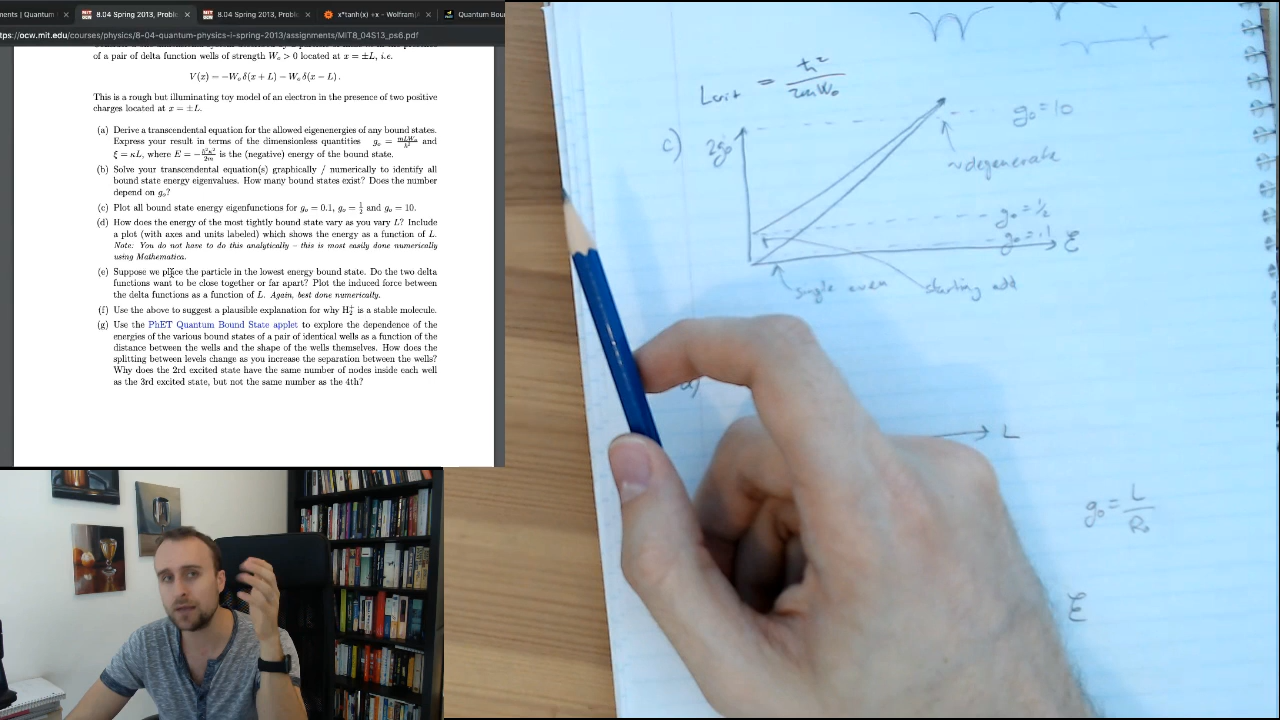 ments | Quantum
8.04 Spring 2013, Probl
8.04 Spring 2013, Probl
x*tanh(x) +x - Wolfram|
Quantum Bou
tps://ocw.mit.edu/courses/physics/8-04-quantum-physics-i-spring-2013/assignments/MIT8_04S13_ps6.pdf
of a pair of delta function wells of strength W₀ > 0 located at x = ±L, i.e.
V(x) = −W₀ δ(x + L) − W₀ δ(x − L) .
This is a rough but illuminating toy model of an electron in the presence of two positive
charges located at x = ±L.
(a) Derive a transcendental equation for the allowed eigenenergies of any bound states.
Express your result in terms of the dimensionless quantities g₀ = mLW₀/ħ² and
ξ = κL, where E = −ħ²κ²/2m is the (negative) energy of the bound state.
(b) Solve your transcendental equation(s) graphically / numerically to identify all
bound state energy eigenvalues. How many bound states exist? Does the number
depend on g₀?
(c) Plot all bound state energy eigenfunctions for g₀ = 0.1, g₀ = 1/2 and g₀ = 10.
(d) How does the energy of the most tightly bound state vary as you vary L? Include
a plot (with axes and units labeled) which shows the energy as a function of L.
Note: You do not have to do this analytically – this is most easily done numerically
using Mathematica.
(e) Suppose we place the particle in the lowest energy bound state. Do the two delta
functions want to be close together or far apart? Plot the induced force between
the delta functions as a function of L. Again, best done numerically.
(f) Use the above to suggest a plausible explanation for why H₂⁺ is a stable molecule.
(g) Use the PhET Quantum Bound State applet to explore the dependence of the
energies of the various bound states of a pair of identical wells as a function of the
distance between the wells and the shape of the wells themselves. How does the
splitting between levels change as you increase the separation between the wells?
Why does the 2rd excited state have the same number of nodes inside each well
as the 3rd excited state, but not the same number as the 4th?
Lcrit = ħ²/2mW₀
c)
2g₀
g₀=10
~degenerate
g₀=1/2
g₀=.1
ξ
single even
starting odd
L
g₀=L/R₀
ξ